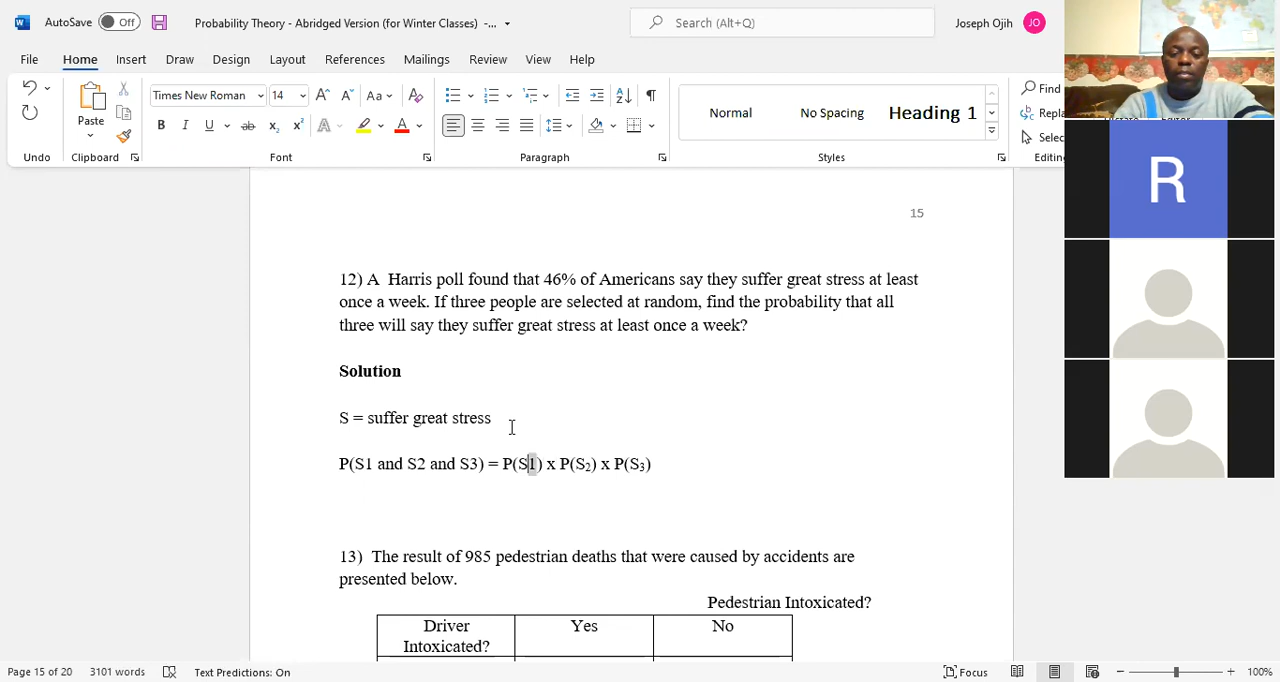 AutoSave Off Probability Theory - Abridged Version (for Winter Classes) -... Search (Alt+Q) Joseph Ojih JO
File Home Insert Draw Design Layout References Mailings Review View Help
Times New Roman 14 Aa Normal No Spacing Heading 1 Find
Paste Repla
B I U ab x₂ x² A A Selec
Undo Clipboard Font Paragraph Styles Editing
R
15
12) A Harris poll found that 46% of Americans say they suffer great stress at least
once a week. If three people are selected at random, find the probability that all
three will say they suffer great stress at least once a week?
Solution
S = suffer great stress
P(S1 and S2 and S3) = P(S1) x P(S₂) x P(S₃)
13) The result of 985 pedestrian deaths that were caused by accidents are
presented below.
Pedestrian Intoxicated?
Driver Yes No
Intoxicated?
Page 15 of 20 3101 words Text Predictions: On Focus 100%